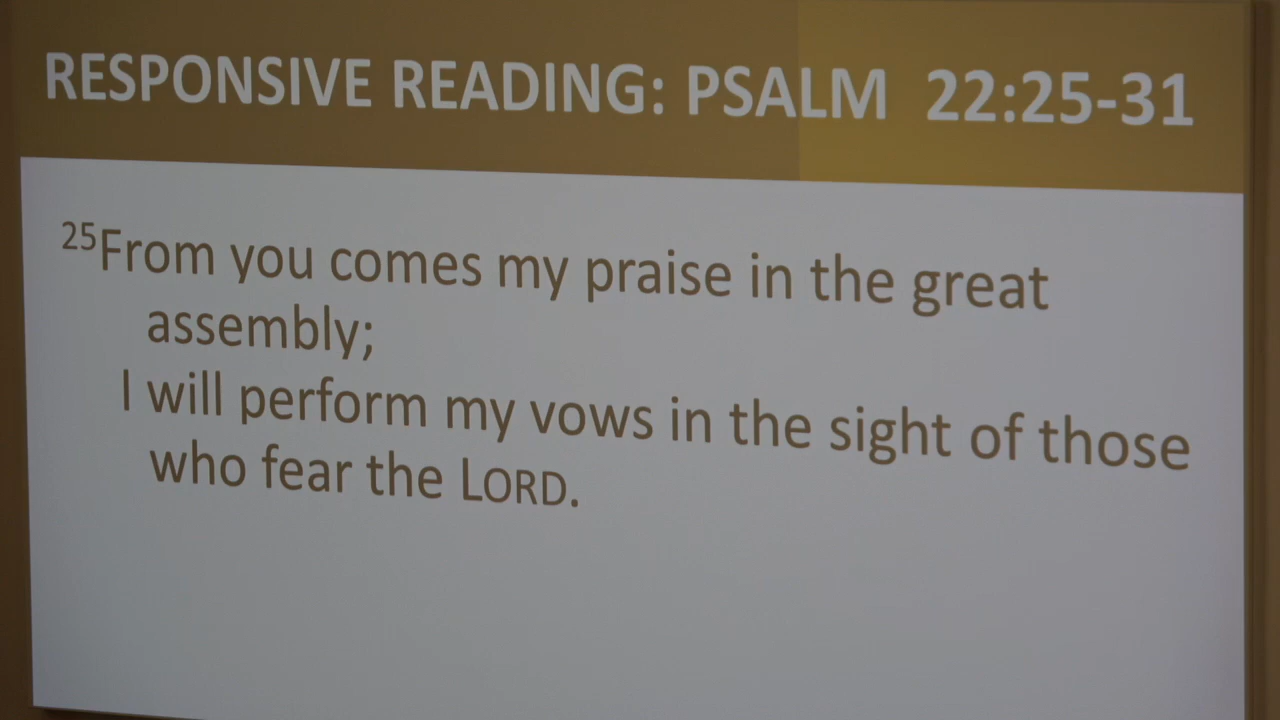 RESPONSIVE READING: PSALM 22:25-31
25From you comes my praise in the great
assembly;
I will perform my vows in the sight of those
who fear the LORD.